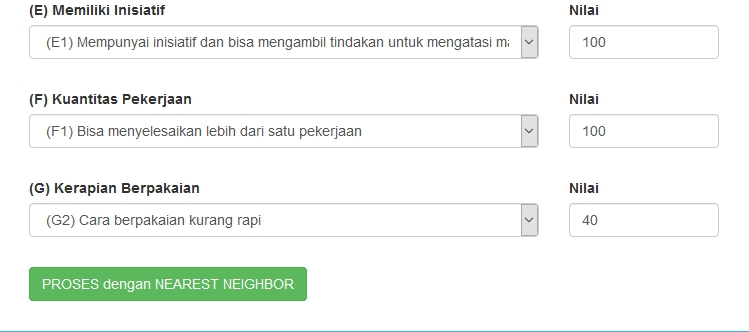 (E) Memiliki Inisiatif Nilai
(E1) Mempunyai inisiatif dan bisa mengambil tindakan untuk mengatasi 100
(F) Kuantitas Pekerjaan Nilai
(F1) Bisa menyelesaikan lebih dari satu pekerjaan 100
(G) Kerapian Berpakaian Nilai
(G2) Cara berpakaian kurang rapi 40
PROSES dengan NEAREST NEIGHBOR